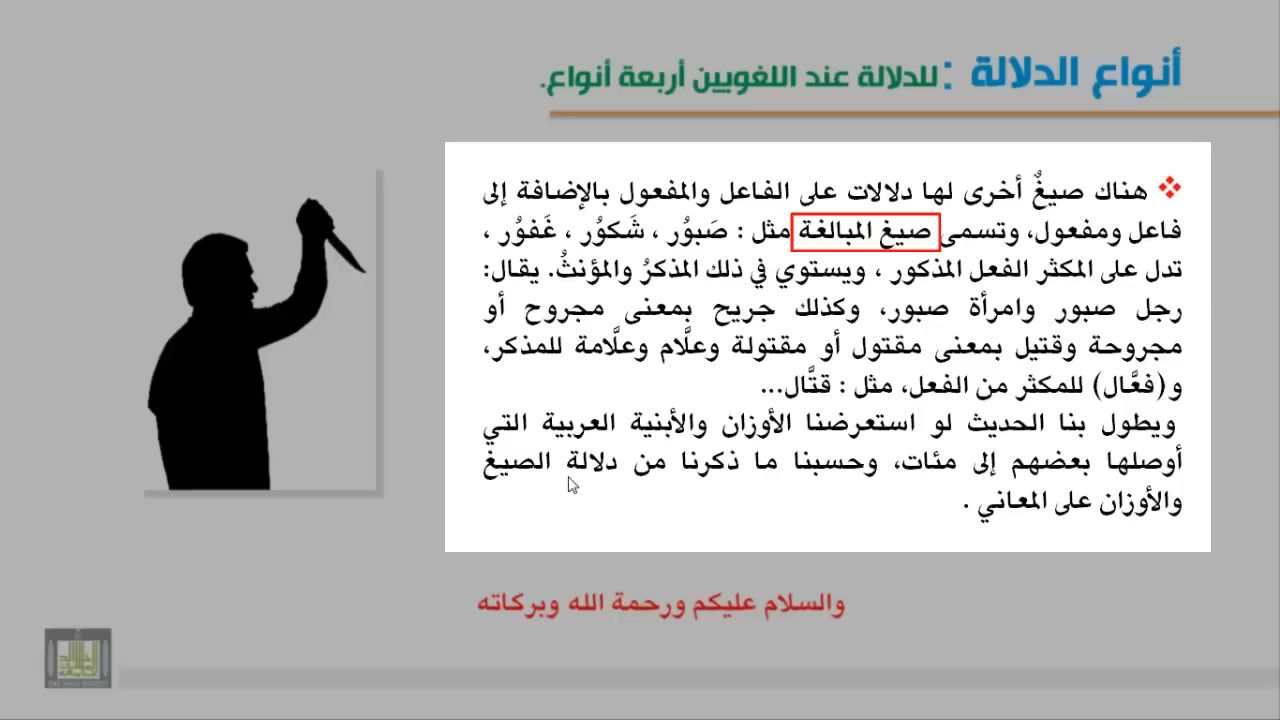 أنواع الدلالة : للدلالة عند اللغويين أربعة أنواع.
❖ هناك صيغٌ أخرى لها دلالات على الفاعل والمفعول بالإضافة إلى
فاعل ومفعول، وتسمى صيغ المبالغة مثل : صَبوُر ، شَكوُر ، غَفوُر ،
تدل على المكثر الفعل المذكور ، ويستوي في ذلك المذكرُ والمؤنثُ. يقال:
رجل صبور وامرأة صبور، وكذلك جريح بمعنى مجروح أو
مجروحة وقتيل بمعنى مقتول أو مقتولة وعلَّام وعلَّامة للمذكر،
و(فعَّال) للمكثر من الفعل، مثل : قتَّال...
ويطول بنا الحديث لو استعرضنا الأوزان والأبنية العربية التي
أوصلها بعضهم إلى مئات، وحسبنا ما ذكرنا من دلالة الصيغ
والأوزان على المعاني .
والسلام عليكم ورحمة الله وبركاته